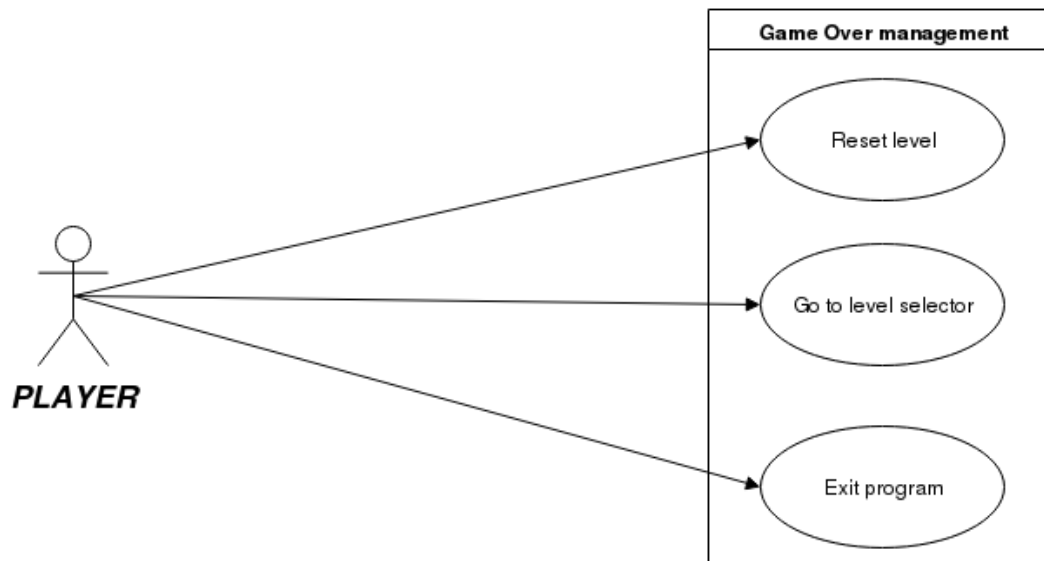 Game Over management
Reset level
Go to level selector
PLAYER
Exit program